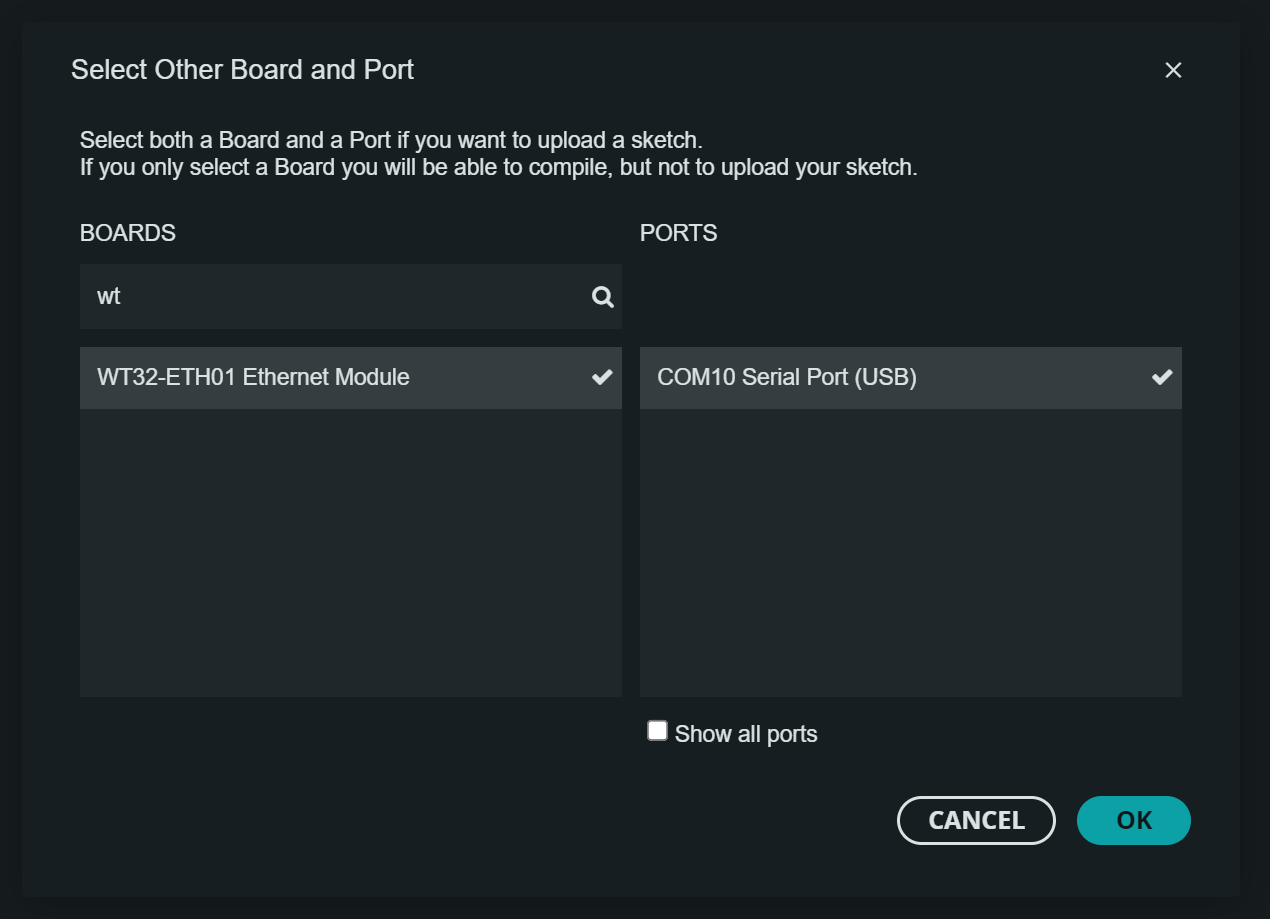 Select Other Board and Port
Select both a Board and a Port if you want to upload a sketch.
If you only select a Board you will be able to compile, but not to upload your sketch.
BOARDS
PORTS
wt
WT32-ETH01 Ethernet Module
COM10 Serial Port (USB)
Show all ports
CANCEL
OK